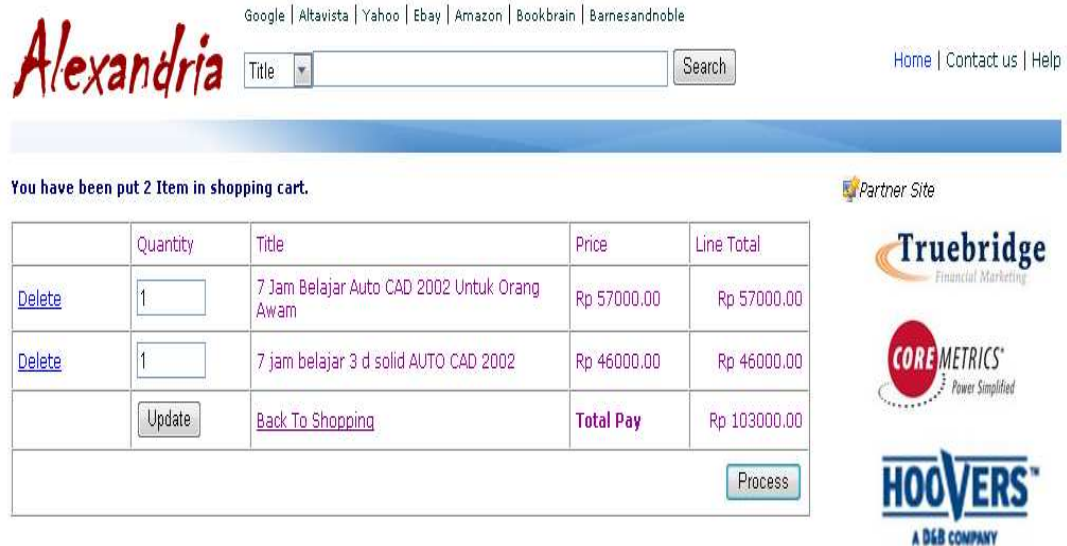 Google | Altavista | Yahoo | Ebay | Amazon | Bookbrain | Barnesandnoble
Alexandria
Title
Search
Home | Contact us | Help
You have been put 2 Item in shopping cart.
Partner Site
Quantity Title Price Line Total
Delete 1 7 Jam Belajar Auto CAD 2002 Untuk Orang
Awam Rp 57000.00 Rp 57000.00
Delete 1 7 jam belajar 3 d solid AUTO CAD 2002 Rp 46000.00 Rp 46000.00
Update Back To Shopping Total Pay Rp 103000.00
Process
Truebridge
Financial Marketing
COREMETRICS
Power Simplified
HOOVERS™
A D&B COMPANY